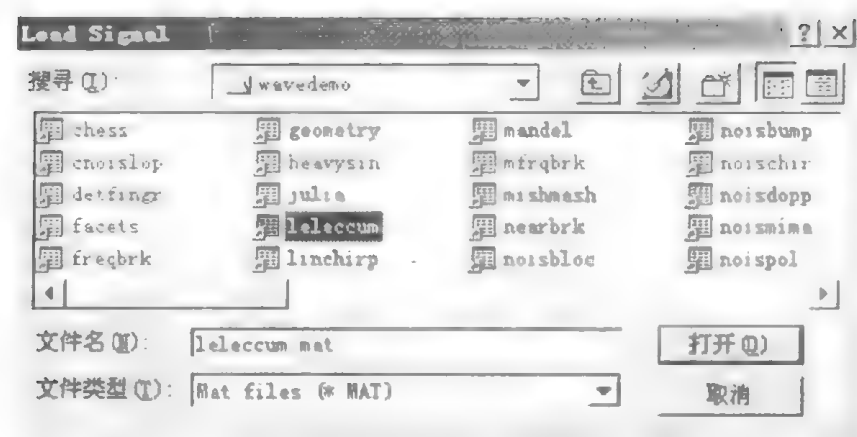 Load Signal
搜寻(I): wavedemo
chess geometry mandel noisbump
cnoislop heavysin mfrqbrk noischir
detfingr julia mishmash noisdopp
facets leleccum nearbrk noismima
freqbrk linchirp noisbloc noispol
文件名(N): leleccum mat 打开(O)
文件类型(T): Mat files (* MAT) 取消